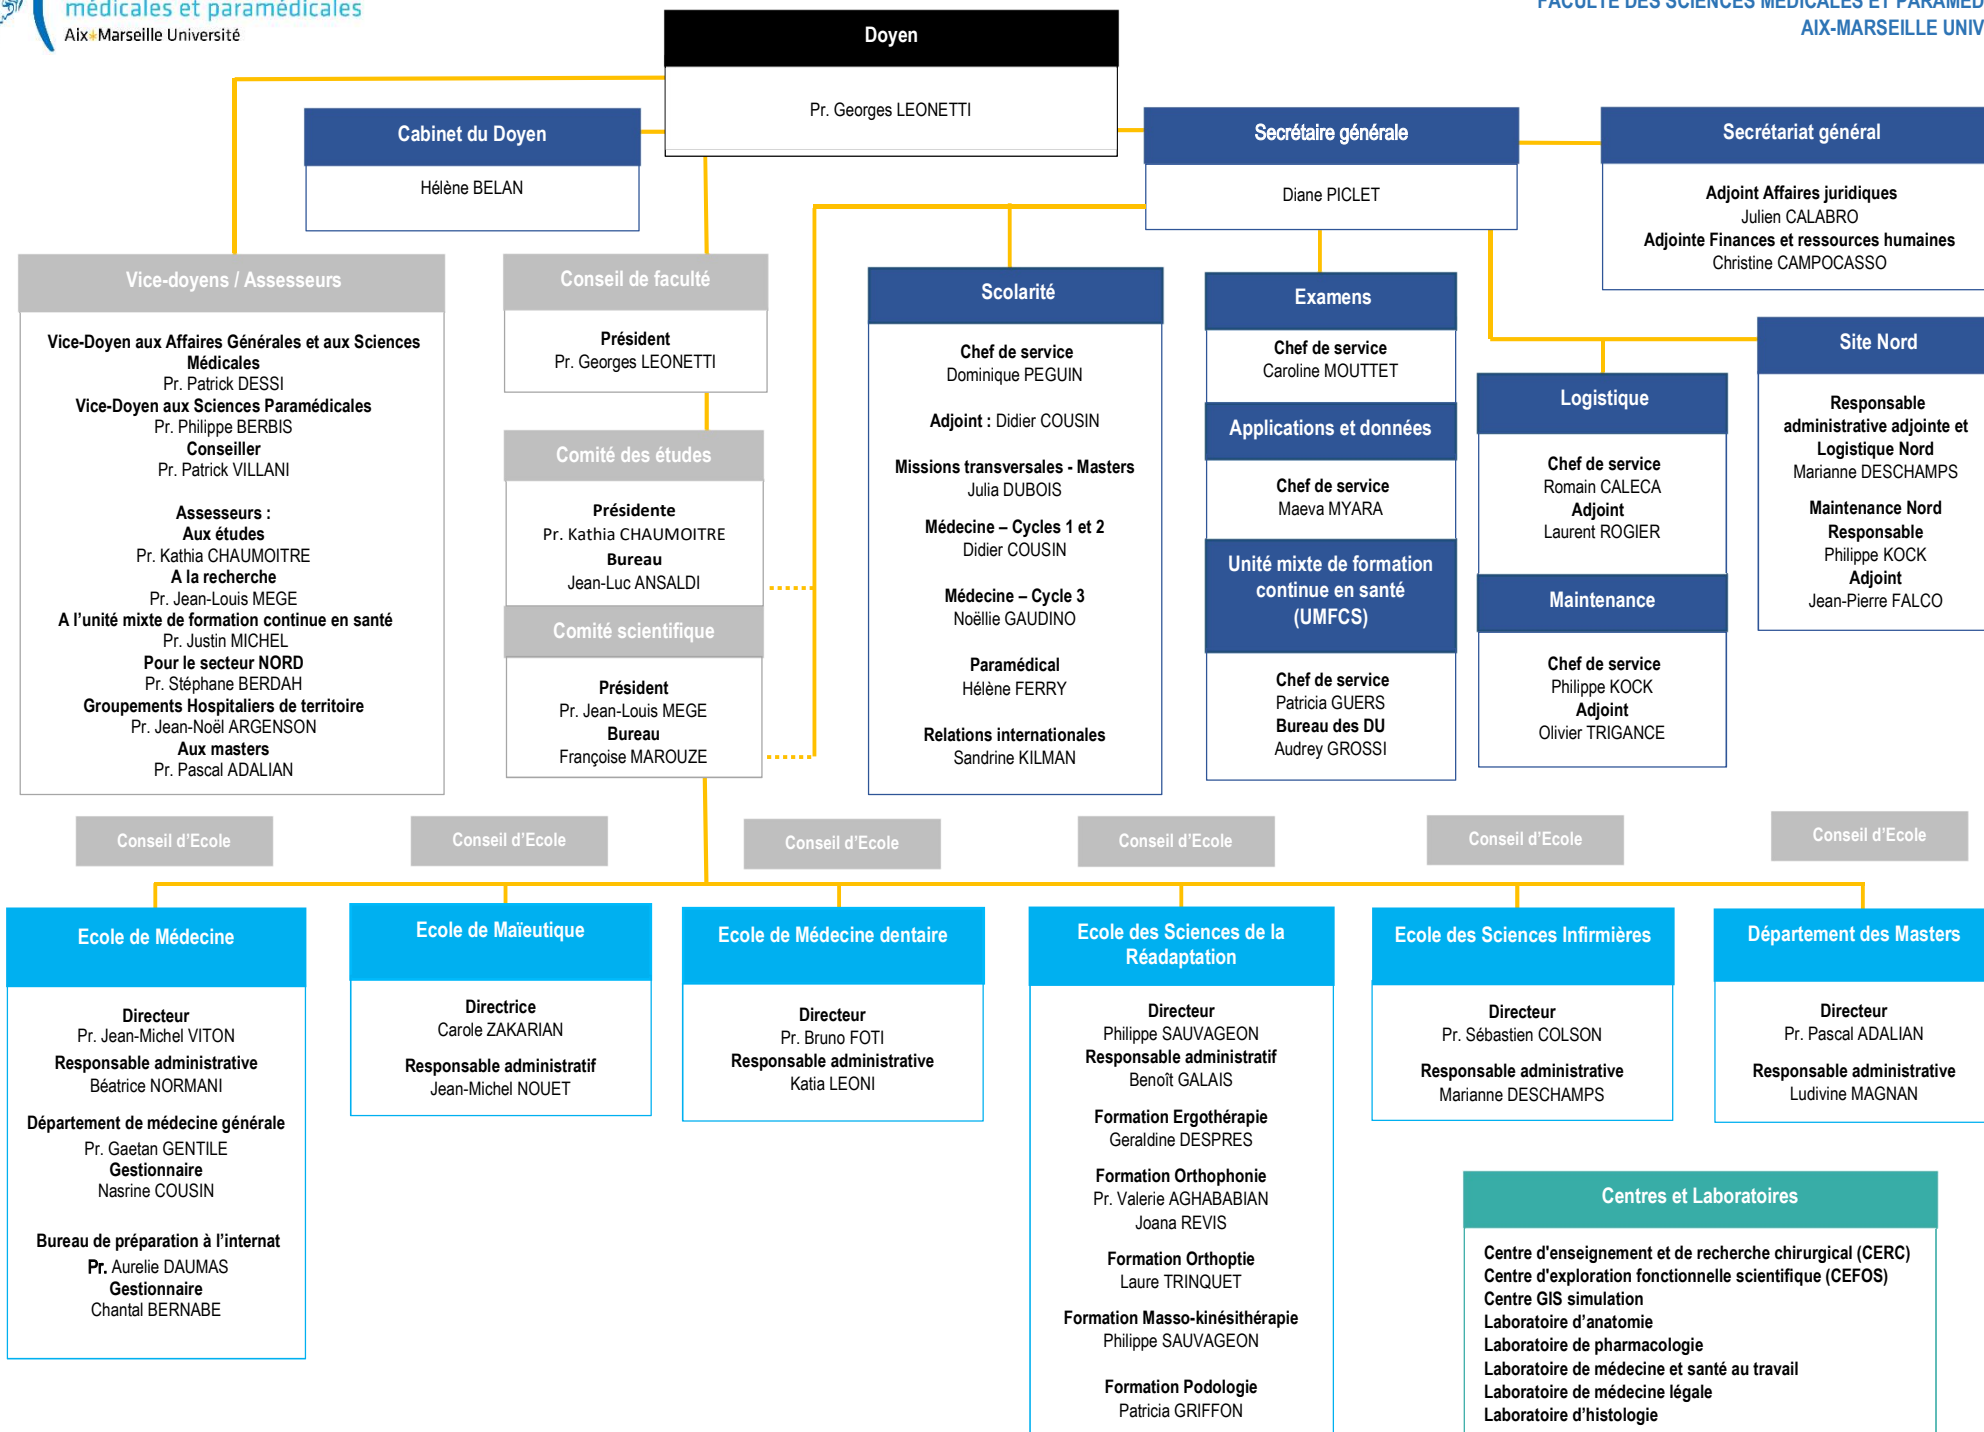 médicales et paramédicales
Aix*Marseille Université
FACULTE DES SCIENCES MEDICALES ET
AIX-MARSEILLE
Doyen
Pr. Georges LEONETTI
Cabinet du Doyen
Hélène BELAN
Secrétaire générale
Diane PICLET
Secrétariat général
Adjoint Affaires juridiques
Julien CALABRO
Adjointe Finances et ressources humaines
Christine CAMPOCASSO
Vice-doyens / Assesseurs
Vice-Doyen aux Affaires Générales et aux Sciences
Médicales
Pr. Patrick DESSI
Vice-Doyen aux Sciences Paramédicales
Pr. Philippe BERBIS
Conseiller
Pr. Patrick VILLANI
Assesseurs :
Aux études
Pr. Kathia CHAUMOITRE
A la recherche
Pr. Jean-Louis MEGE
A l'unité mixte de formation continue en santé
Pr. Justin MICHEL
Pour le secteur NORD
Pr. Stéphane BERDAH
Groupements Hospitaliers de territoire
Pr. Jean-Noël ARGENSON
Aux masters
Pr. Pascal ADALIAN
Conseil de faculté
Président
Pr. Georges LEONETTI
Comité des études
Présidente
Pr. Kathia CHAUMOITRE
Bureau
Jean-Luc ANSALDI
Comité scientifique
Président
Pr. Jean-Louis MEGE
Bureau
Françoise MAROUZE
Scolarité
Chef de service
Dominique PEGUIN
Adjoint : Didier COUSIN
Missions transversales - Masters
Julia DUBOIS
Médecine – Cycles 1 et 2
Didier COUSIN
Médecine – Cycle 3
Noëllie GAUDINO
Paramédical
Hélène FERRY
Relations internationales
Sandrine KILMAN
Examens
Chef de service
Caroline MOUTTET
Applications et données
Chef de service
Maeva MYARA
Unité mixte de formation
continue en santé
(UMFCS)
Chef de service
Patricia GUERS
Bureau des DU
Audrey GROSSI
Logistique
Chef de service
Romain CALECA
Adjoint
Laurent ROGIER
Maintenance
Chef de service
Philippe KOCK
Adjoint
Olivier TRIGANCE
Site Nord
Responsable
administrative adjointe et
Logistique Nord
Marianne DESCHAMPS
Maintenance Nord
Responsable
Philippe KOCK
Adjoint
Jean-Pierre FALCO
Conseil d'Ecole
Conseil d'Ecole
Conseil d'Ecole
Conseil d'Ecole
Conseil d'Ecole
Conseil d'Ecole
Ecole de Médecine
Directeur
Pr. Jean-Michel VITON
Responsable administrative
Béatrice NORMANI
Département de médecine générale
Pr. Gaetan GENTILE
Gestionnaire
Nasrine COUSIN
Bureau de préparation à l'internat
Pr. Aurelie DAUMAS
Gestionnaire
Chantal BERNABE
Ecole de Maïeutique
Directrice
Carole ZAKARIAN
Responsable administratif
Jean-Michel NOUET
Ecole de Médecine dentaire
Directeur
Pr. Bruno FOTI
Responsable administrative
Katia LEONI
Ecole des Sciences de la
Réadaptation
Directeur
Philippe SAUVAGEON
Responsable administratif
Benoît GALAIS
Formation Ergothérapie
Geraldine DESPRES
Formation Orthophonie
Pr. Valerie AGHABABIAN
Joana REVIS
Formation Orthoptie
Laure TRINQUET
Formation Masso-kinésithérapie
Philippe SAUVAGEON
Formation Podologie
Patricia GRIFFON
Ecole des Sciences Infirmières
Directeur
Pr. Sébastien COLSON
Responsable administrative
Marianne DESCHAMPS
Département des Masters
Directeur
Pr. Pascal ADALIAN
Responsable administrative
Ludivine MAGNAN
Centres et Laboratoires
Centre d'enseignement et de recherche chirurgical (CERC)
Centre d'exploration fonctionnelle scientifique (CEFOS)
Centre GIS simulation
Laboratoire d'anatomie
Laboratoire de pharmacologie
Laboratoire de médecine et santé au travail
Laboratoire de médecine légale
Laboratoire d'histologie